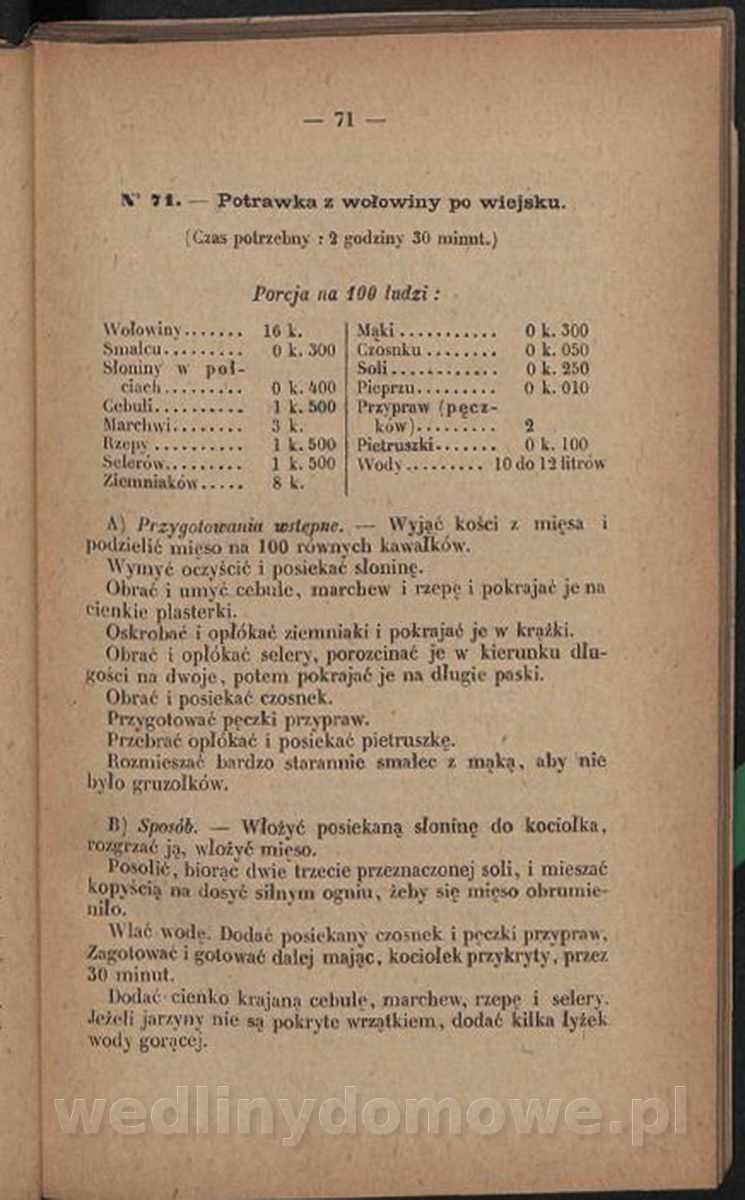 — 71 —
N° 71. — Potrawka z wołowiny po wiejsku.
(Czas potrzebny : 2 godziny 30 minut.)
Porcja na 100 ludzi :
Wołowiny....... 16 k.
Smalcu......... 0 k. 300
Słoniny w poł-
ciach.......... 0 k. 400
Cebuli.......... 1 k. 500
Marchwi........ 3 k.
Rzepy .......... 1 k. 500
Selerów......... 1 k. 500
Ziemniaków..... 8 k.
Mąki ........... 0 k. 300
Czosnku ........ 0 k. 050
Soli............ 0 k. 250
Pieprzu......... 0 k. 010
Przypraw (pęcz-
ków)......... 2
Pietruszki....... 0 k. 100
Wody ......... 10 do 12 litrów
A) Przygotowania wstępne. — Wyjąć kości z mięsa i
podzielić mięso na 100 równych kawałków.
Wymyć oczyścić i posiekać słoninę.
Obrać i umyć cebule, marchew i rzepę i pokrajać je na
cienkie plasterki.
Oskrobać i opłókać ziemniaki i pokrajać je w krążki.
Obrać i opłókać selery, porozcinać je w kierunku dłu-
gości na dwoje, potem pokrajać je na długie paski.
Obrać i posiekać czosnek.
Przygotować pęczki przypraw.
Przebrać opłókać i posiekać pietruszkę.
Rozmieszać bardzo starannie smalec z mąką, aby nie
było gruzołków.
B) Sposób. — Włożyć posiekaną słoninę do kociołka,
rozgrzać ją, włożyć mięso.
Posolić, biorąc dwie trzecie przeznaczonej soli, i mieszać
kopyścią na dosyć silnym ogniu, żeby się mięso obrumie-
niło.
Wlać wodę. Dodać posiekany czosnek i pęczki przypraw,
Zagotować i gotować dalej mając, kociołek przykryty, przez
30 minut.
Dodać cienko krajaną cebulę, marchew, rzepę i selery.
Jeżeli jarzyny nie są pokryte wrzątkiem, dodać kilka łyżek
wody gorącej.
wedlinydomowe.pl